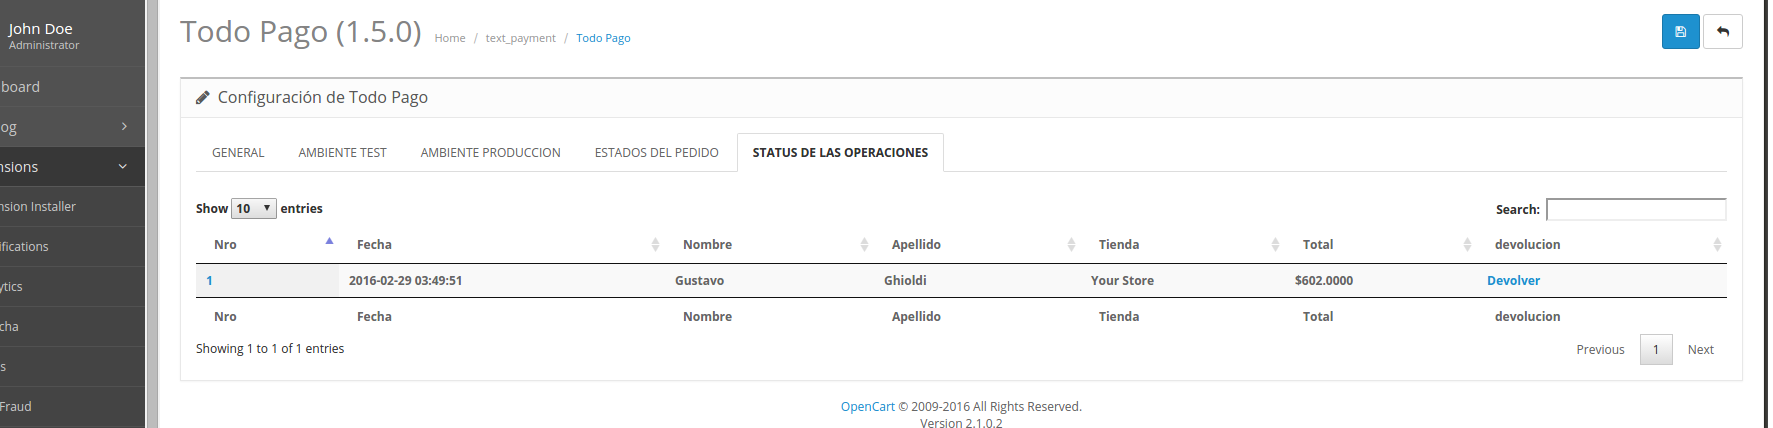 John Doe
Administrator
board
og
nsions
nsion Installer
ifications
ytics
cha
s
Fraud
Todo Pago (1.5.0) Home / text_payment / Todo Pago
Configuración de Todo Pago
GENERAL AMBIENTE TEST AMBIENTE PRODUCCION ESTADOS DEL PEDIDO STATUS DE LAS OPERACIONES
Show 10 entries Search:
Nro Fecha Nombre Apellido Tienda Total devolucion
1 2016-02-29 03:49:51 Gustavo Ghioldi Your Store $602.0000 Devolver
Nro Fecha Nombre Apellido Tienda Total devolucion
Showing 1 to 1 of 1 entries Previous 1 Next
OpenCart © 2009-2016 All Rights Reserved.
Version 2.1.0.2